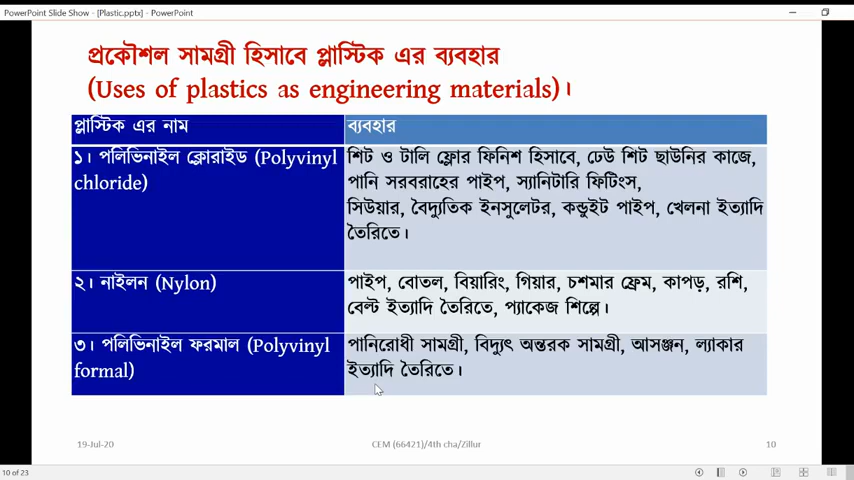 PowerPoint Slide Show - [Plastic.pptx] - PowerPoint
প্রকৌশল সামগ্রী হিসাবে প্লাস্টিক এর ব্যবহার
(Uses of plastics as engineering materials)।
প্লাস্টিক এর নাম
ব্যবহার
১। পলিভিনাইল ক্লোরাইড (Polyvinyl
chloride)
শিট ও টালি ফ্লোর ফিনিশ হিসাবে, ঢেউ শিট ছাউনির কাজে,
পানি সরবরাহের পাইপ, স্যানিটারি ফিটিংস,
সিউয়ার, বৈদ্যুতিক ইনসুলেটর, কন্ডুইট পাইপ, খেলনা ইত্যাদি
তৈরিতে।
২। নাইলন (Nylon)
পাইপ, বোতল, বিয়ারিং, গিয়ার, চশমার ফ্রেম, কাপড়, রশি,
বেল্ট ইত্যাদি তৈরিতে, প্যাকেজ শিল্পে।
৩। পলিভিনাইল ফরমাল (Polyvinyl
formal)
পানিরোধী সামগ্রী, বিদ্যুৎ অন্তরক সামগ্রী, আসঞ্জন, ল্যাকার
ইত্যাদি তৈরিতে।
19-Jul-20
CEM (66421)/4th cha/Zillur
10
10 of 23